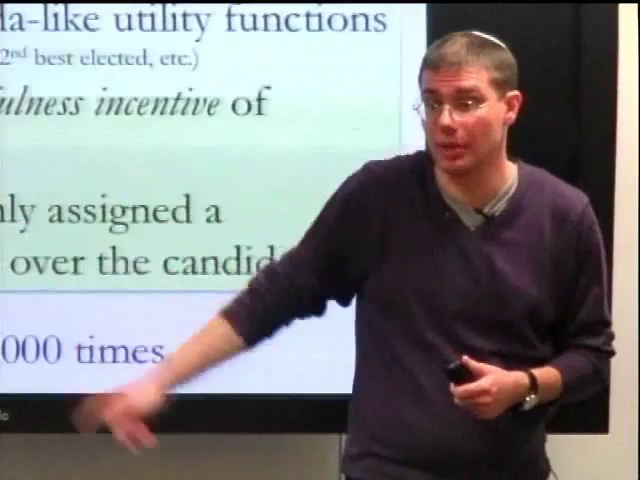 da-like utility functions
2nd best elected, etc.)
fulness incentive of
nly assigned a
over the candid
000 times